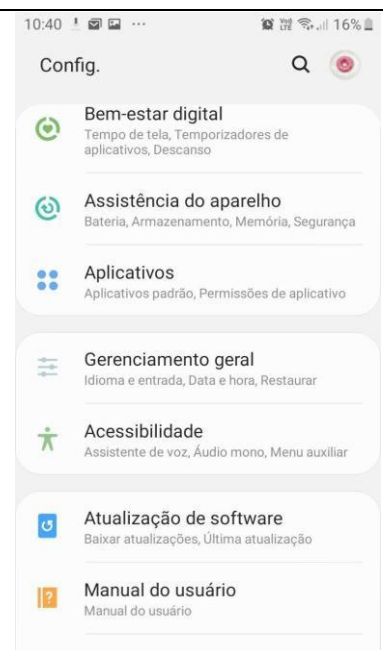 10:40 ... 16%
Config.
Bem-estar digital
Tempo de tela, Temporizadores de
aplicativos, Descanso
Assistência do aparelho
Bateria, Armazenamento, Memória, Segurança
Aplicativos
Aplicativos padrão, Permissões de aplicativo
Gerenciamento geral
Idioma e entrada, Data e hora, Restaurar
Acessibilidade
Assistente de voz, Áudio mono, Menu auxiliar
Atualização de software
Baixar atualizações, Última atualização
Manual do usuário
Manual do usuário